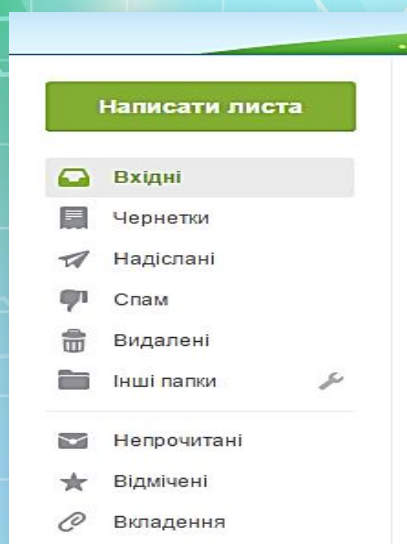 Написати листа
Вхідні
Чернетки
Надіслані
Спам
Видалені
Інші папки
Непрочитані
Відмічені
Вкладення